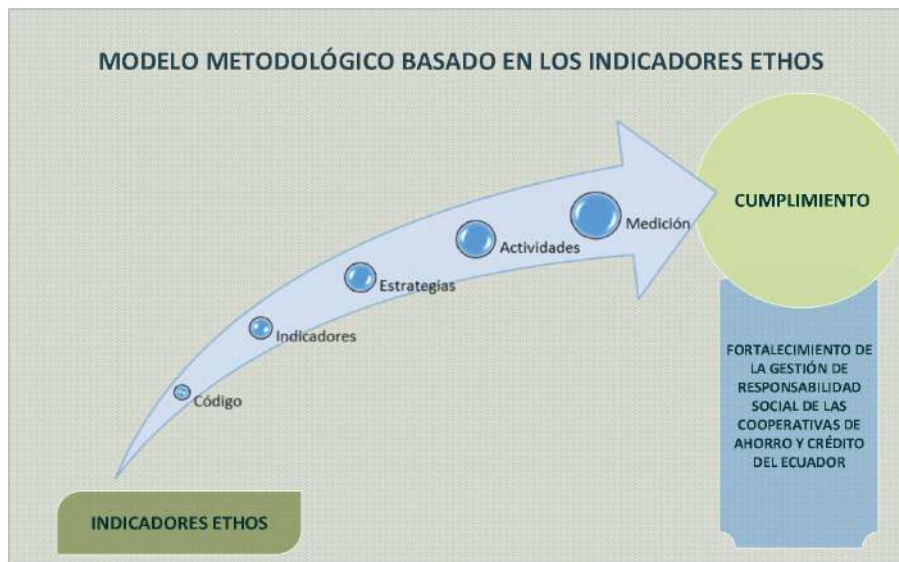 MODELO METODOLÓGICO BASADO EN LOS INDICADORES ETHOS
CUMPLIMIENTO
Medición
Actividades
Estrategias
Indicadores
Código
FORTALECIMIENTO DE
LA GESTIÓN DE
RESPONSABILIDAD
SOCIAL DE LAS
COOPERATIVAS DE
AHORRO Y CRÉDITO
DEL ECUADOR
INDICADORES ETHOS